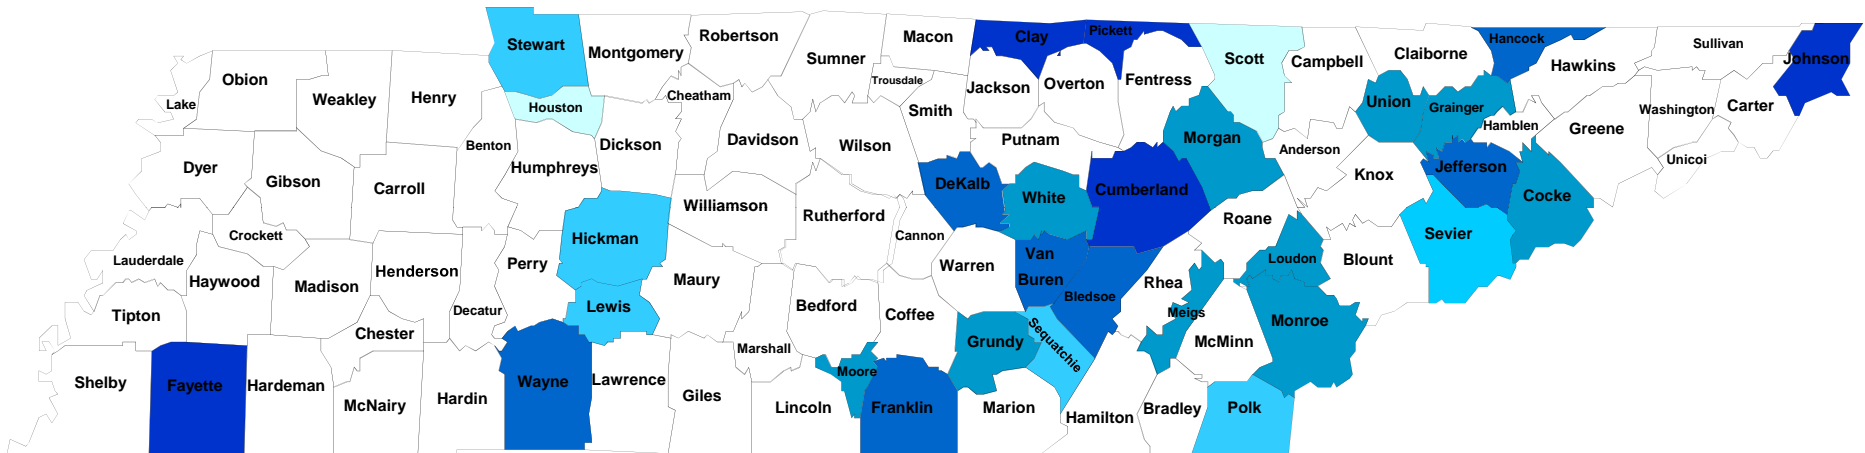 Stewart
Montgomery
Robertson
Sumner
Macon
Trousdale
Clay
Pickett
Scott
Campbell
Claiborne
Hancock
Hawkins
Sullivan
Johnson
Lake
Obion
Weakley
Henry
Houston
Cheatham
Smith
Jackson
Overton
Fentress
Union
Grainger
Hamblen
Greene
Washington
Carter
Unicoi
Dyer
Gibson
Carroll
Benton
Humphreys
Dickson
Davidson
Wilson
Putnam
Morgan
Anderson
Knox
Jefferson
Cocke
DeKalb
White
Cumberland
Williamson
Rutherford
Cannon
Roane
Sevier
Crockett
Lauderdale
Haywood
Madison
Henderson
Decatur
Perry
Hickman
Lewis
Maury
Warren
Van
Buren
Bledsoe
Rhea
Meigs
Loudon
Blount
Monroe
McMinn
Tipton
Chester
Bedford
Coffee
Grundy
Sequatchie
Marshall
Moore
Shelby
Fayette
Hardeman
McNairy
Hardin
Wayne
Lawrence
Giles
Lincoln
Franklin
Marion
Hamilton
Bradley
Polk